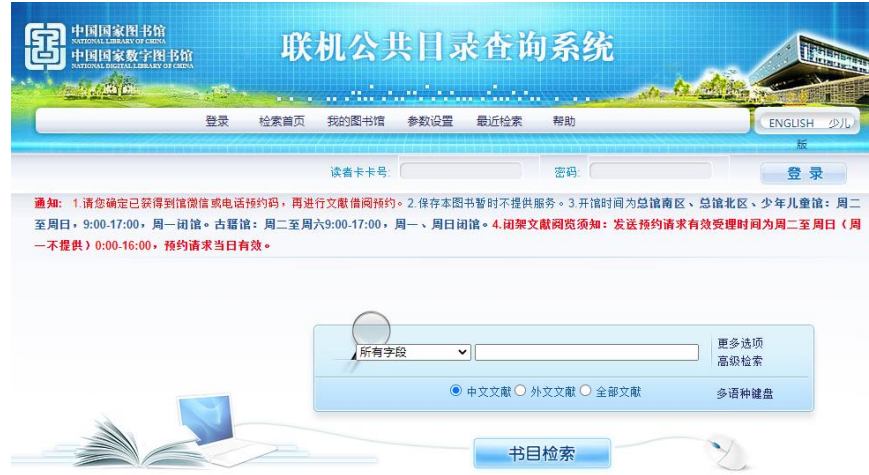 中国国家图书馆
NATIONAL LIBRARY OF CHINA
中国国家数字图书馆
NATIONAL DIGITAL LIBRARY OF CHINA
联机公共目录查询系统
登录 检索首页 我的图书馆 参数设置 最近检索 帮助
ENGLISH 少儿
版
读者卡卡号: 密码: 登 录
通知: 1.请您确定已获得到馆微信或电话预约码，再进行文献借阅预约。2.保存本图书暂时不提供服务。3.开馆时间为总馆南区、总馆北区、少年儿童馆：周二
至周日，9:00-17:00，周一闭馆。古籍馆：周二至周六9:00-17:00，周一、周日闭馆。4.闭架文献阅览须知：发送预约请求有效受理时间为周二至周日（周
一不提供）0:00-16:00，预约请求当日有效。
所有字段
更多选项
高级检索
中文文献 外文文献 全部文献
多语种键盘
书目检索